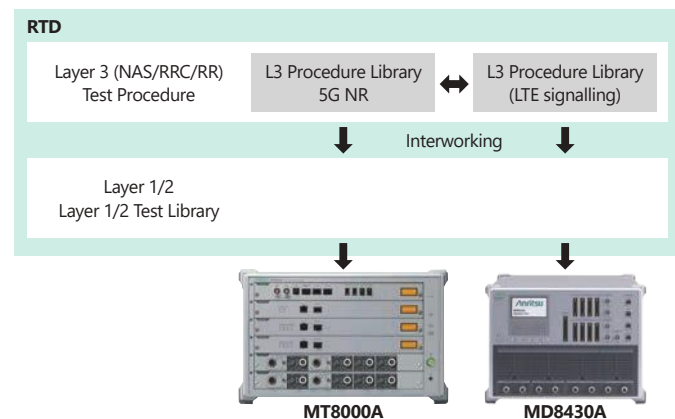 RTD
Layer 3 (NAS/RRC/RR)
Test Procedure
L3 Procedure Library
5G NR
L3 Procedure Library
(LTE signalling)
Interworking
Layer 1/2
Layer 1/2 Test Library
Anritsu
MT8000A
MD8430A